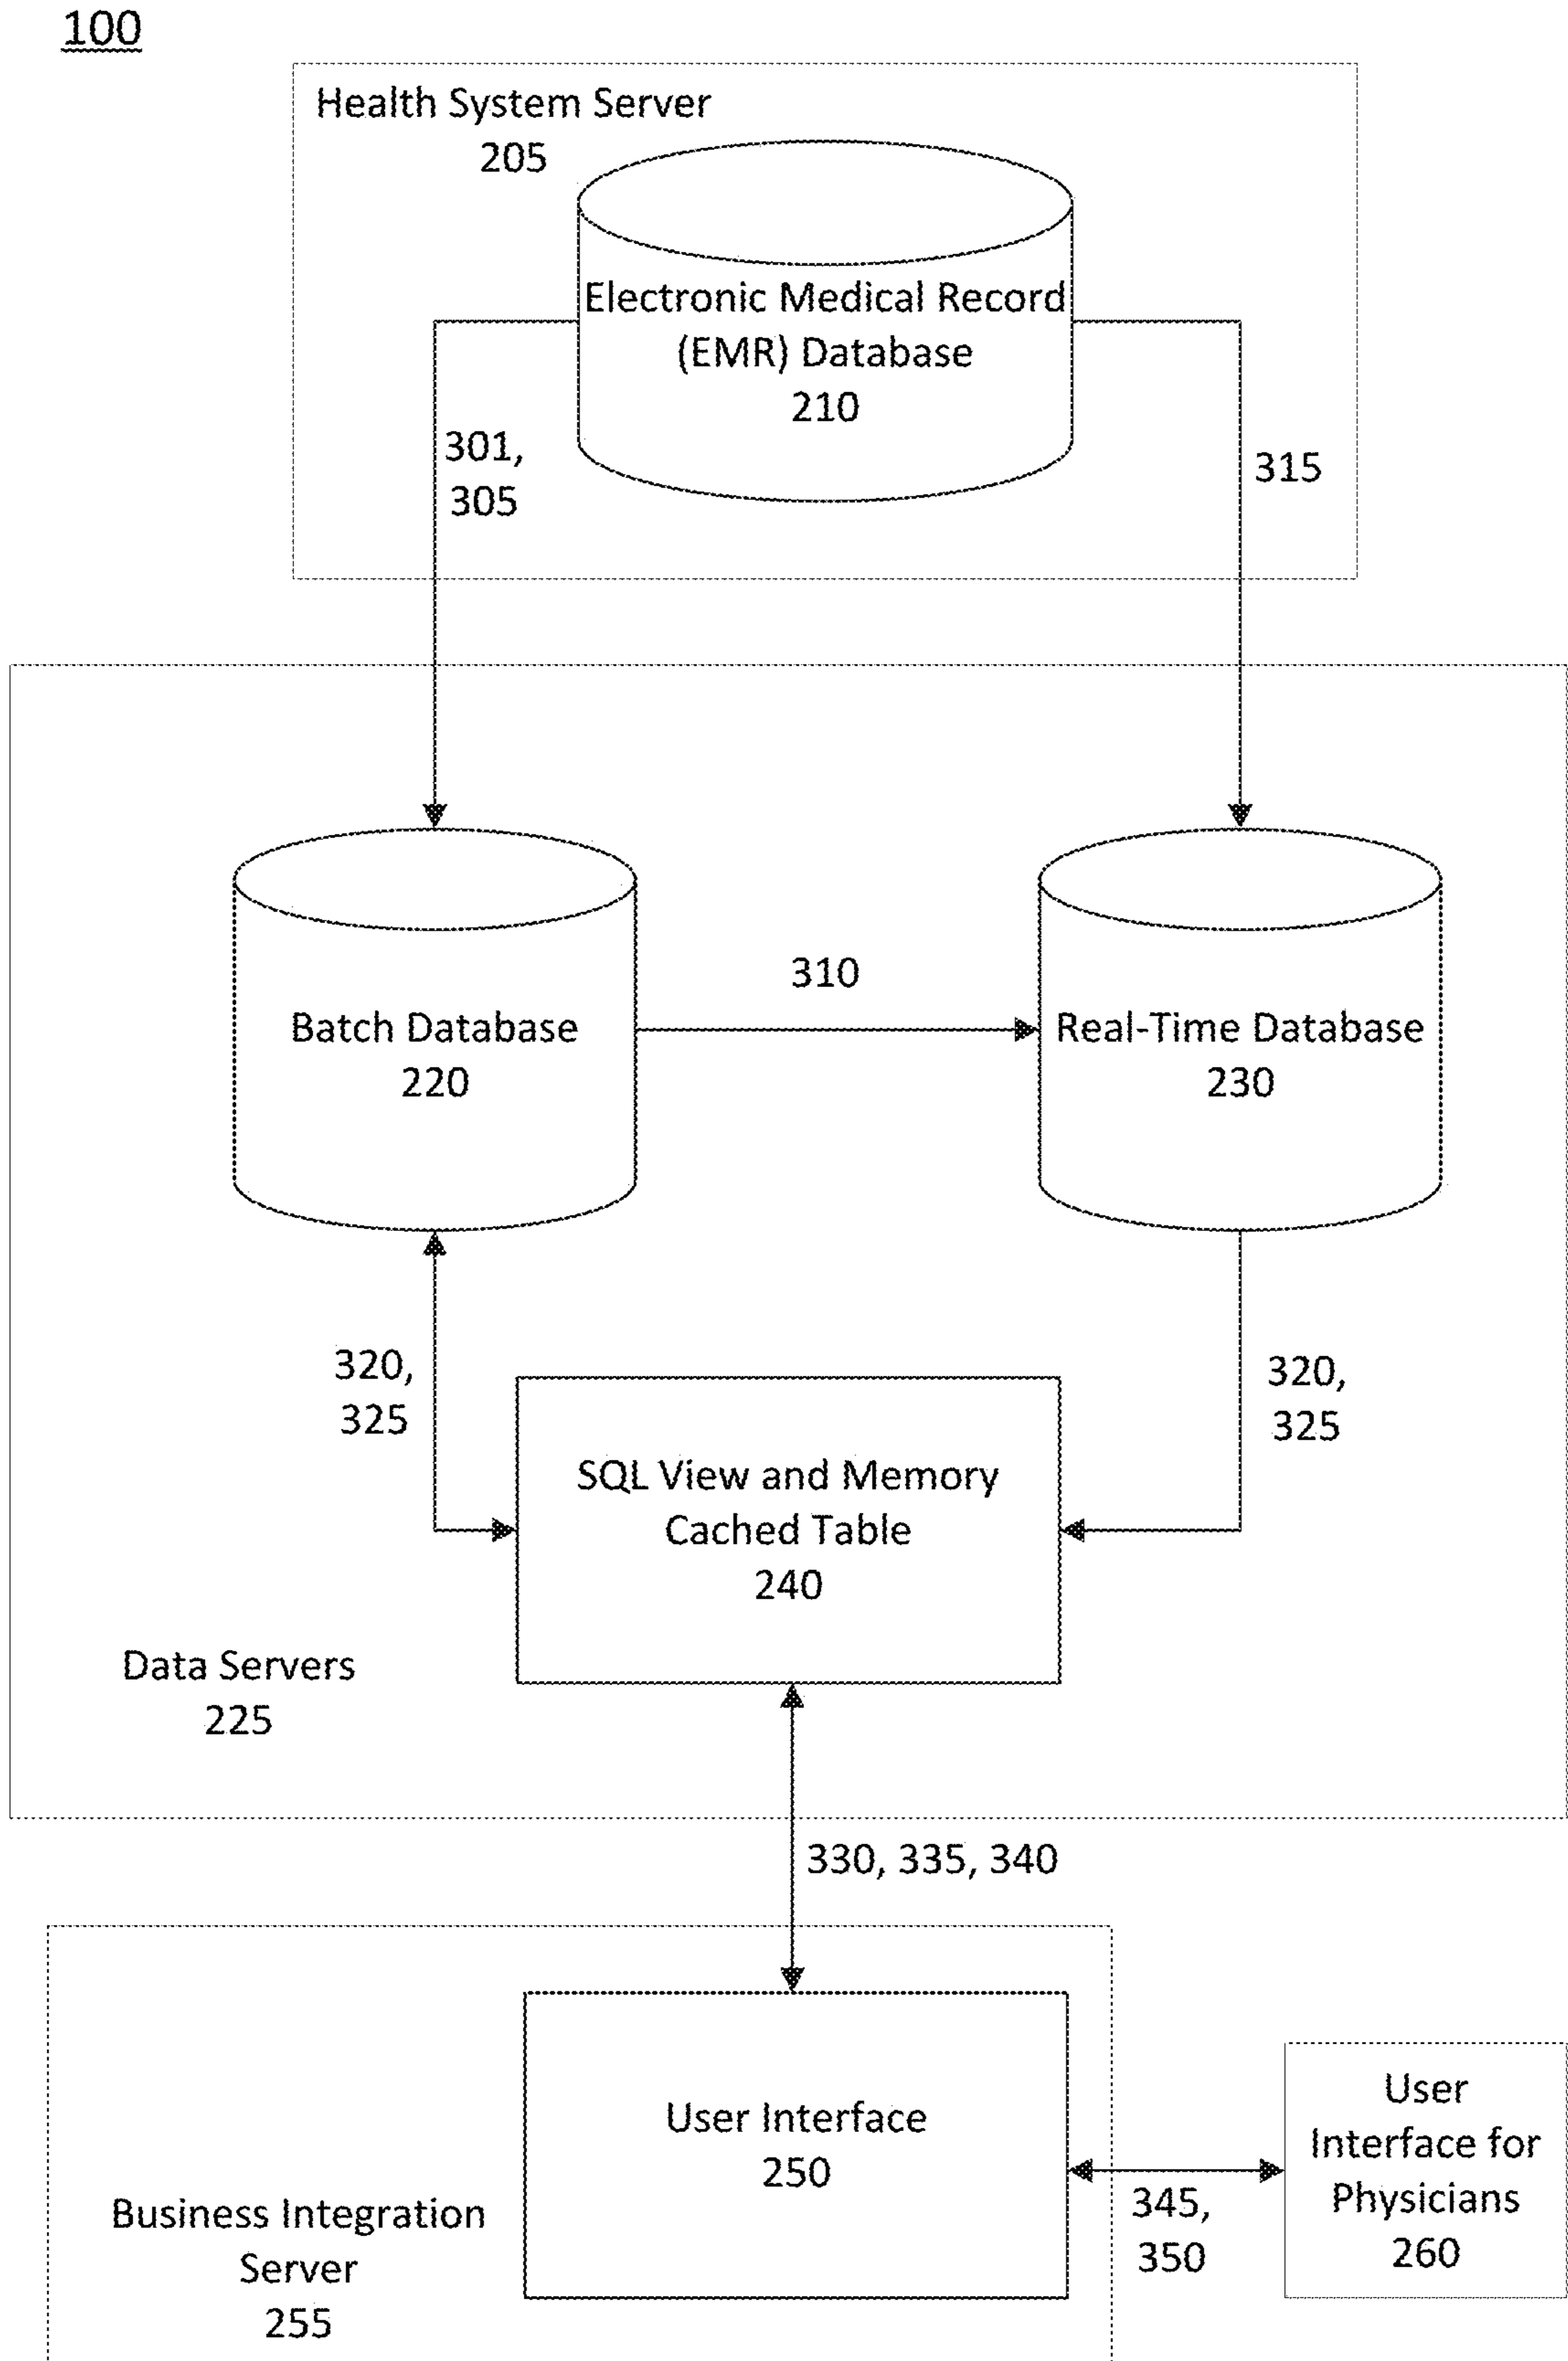 100
Health System Server
205
Electronic Medical Record
(EMR) Database
210
301,
305
315
310
Batch Database
220
Real-Time Database
230
320,
325
320,
325
SQL View and Memory
Cached Table
240
Data Servers
225
330, 335, 340
User Interface
250
Business Integration
Server
255
345,
350
User
Interface for
Physicians
260